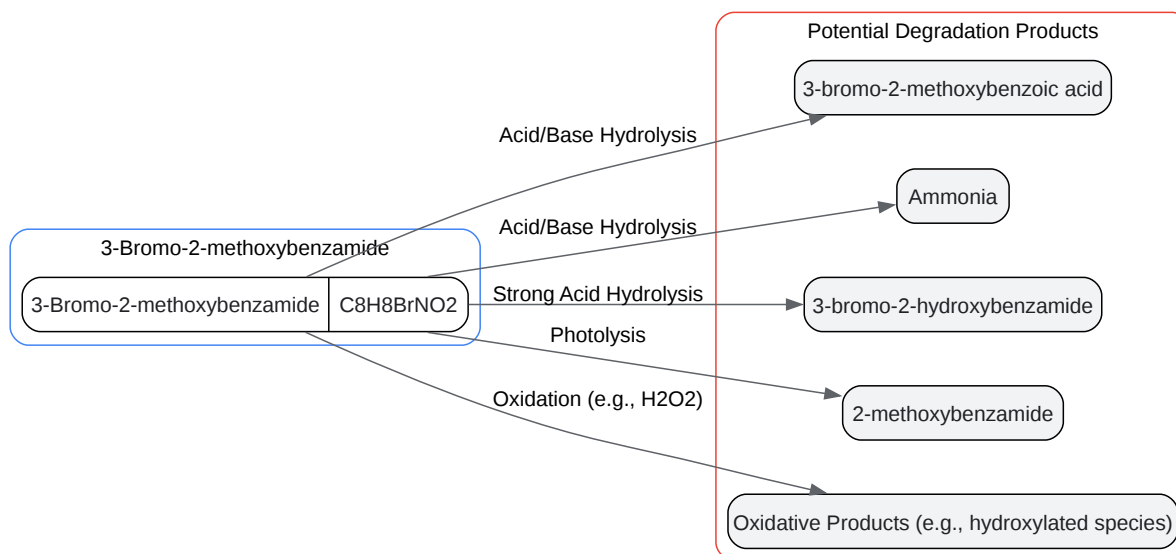 Potential Degradation Products
3-bromo-2-methoxybenzoic acid
Acid/Base Hydrolysis
Ammonia
Acid/Base Hydrolysis
3-Bromo-2-methoxybenzamide
3-Bromo-2-methoxybenzamide
C8H8BrNO2
Strong Acid Hydrolysis
3-bromo-2-hydroxybenzamide
Photolysis
Oxidation (e.g., H2O2)
2-methoxybenzamide
Oxidative Products (e.g., hydroxylated species)